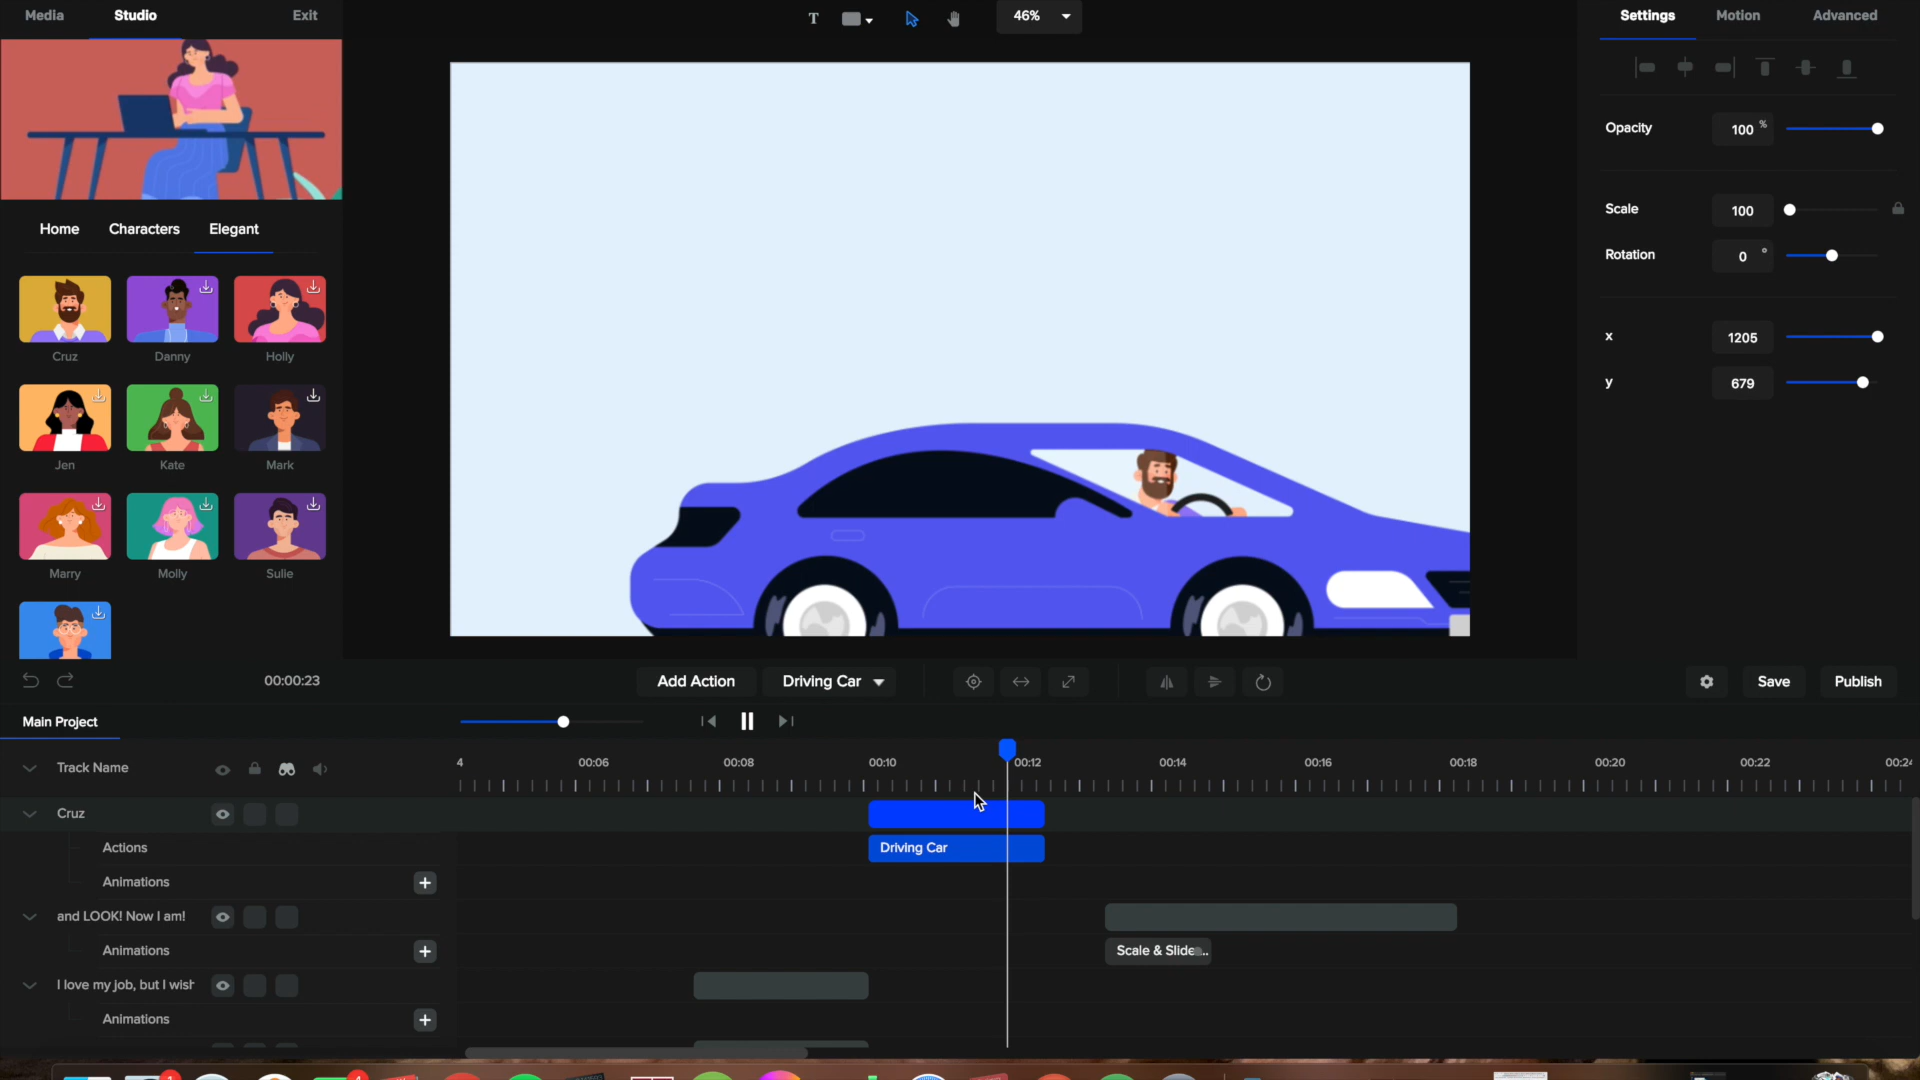 Media Studio Exit
T 46%
Settings Motion Advanced
Opacity 100 %
Scale 100
Rotation 0 °
x 1205
y 679
Home Characters Elegant
Cruz Danny Holly
Jen Kate Mark
Marry Molly Sulie
00:00:23
Add Action Driving Car
Save Publish
Main Project
Track Name
4 00:06 00:08 00:10 00:12 00:14 00:16 00:18 00:20 00:22 00:24
Cruz
Actions Driving Car
Animations +
and LOOK! Now I am!
Animations + Scale & Slide...
I love my job, but I wish
Animations +
1 4